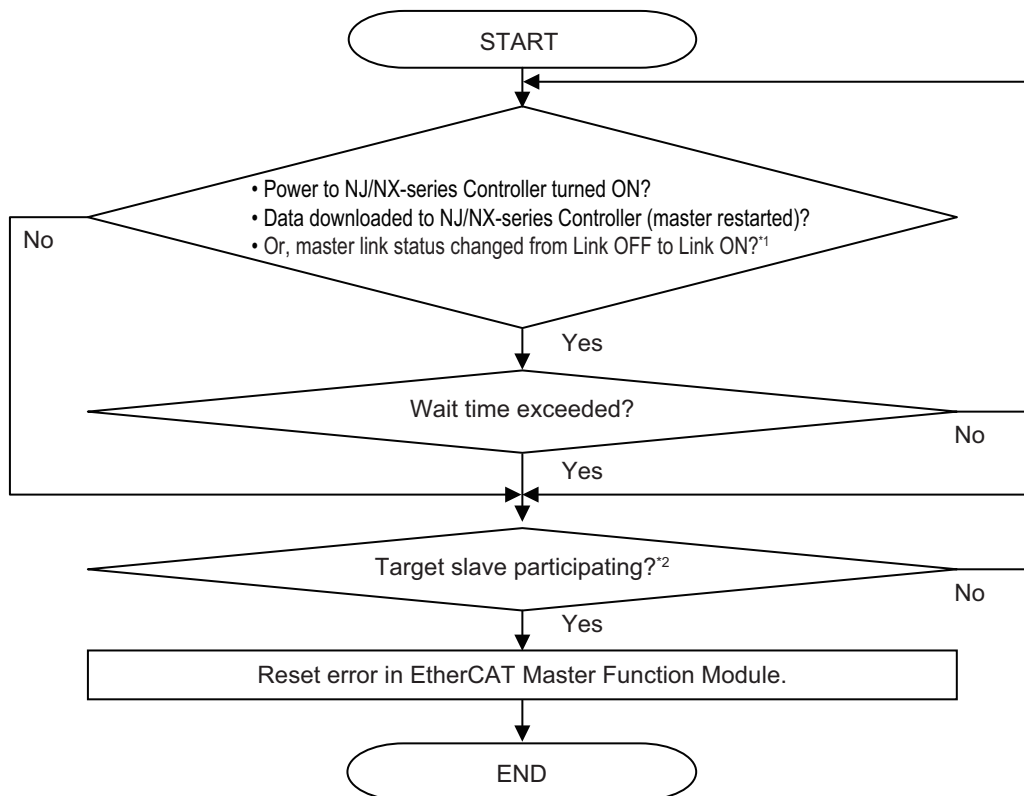 START
• Power to NJ/NX-series Controller turned ON?
• Data downloaded to NJ/NX-series Controller (master restarted)?
• Or, master link status changed from Link OFF to Link ON?*1
No
Yes
Wait time exceeded?
No
Yes
Target slave participating?*2
No
Yes
Reset error in EtherCAT Master Function Module.
END